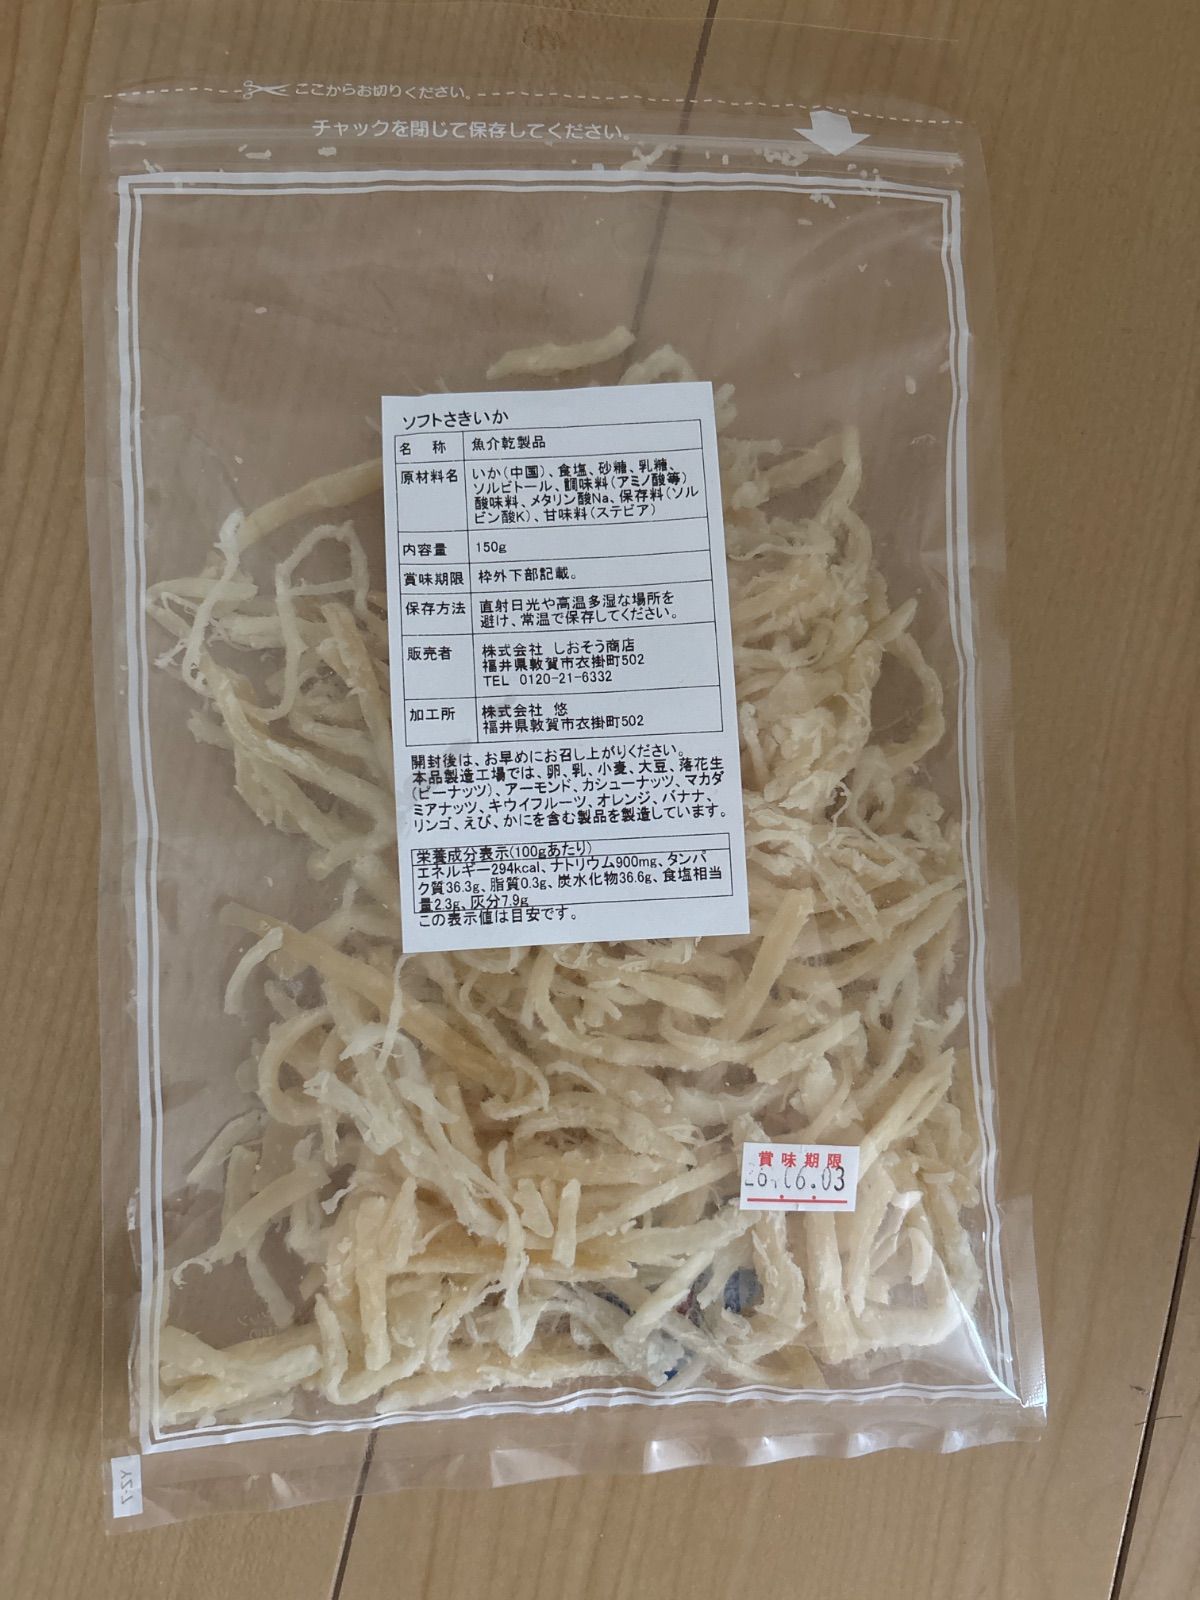 ここからお切りください。
チャックを閉じて保存してください。
ソフトさきいか
名 称 魚介乾製品
原材料名 いか(中国)、食塩、砂糖、乳糖、
ソルビトール、調味料(アミノ酸等)
酸味料、メタリン酸Na、保存料(ソル
ビン酸K)、甘味料(ステビア)
内容量 150g
賞味期限 枠外下部記載。
保存方法 直射日光や高温多湿な場所を
避け、常温で保存してください。
販売者 株式会社 しおそう商店
福井県敦賀市衣掛町502
TEL 0120-21-6332
加工所 株式会社 悠
福井県敦賀市衣掛町502
開封後は、お早めにお召し上がりください。
本品製造工場では、卵、乳、小麦、大豆、落花生
(ピーナッツ)、アーモンド、カシューナッツ、マカダ
ミアナッツ、キウイフルーツ、オレンジ、バナナ、
リンゴ、えび、かにを含む製品を製造しています。
栄養成分表示(100gあたり)
エネルギー294kcal、ナトリウム900mg、タンパ
ク質36.3g、脂質0.3g、炭水化物36.6g、食塩相当
量2.3g、灰分7.9g
この表示値は目安です。
賞味期限
26.06.03
YZ-7